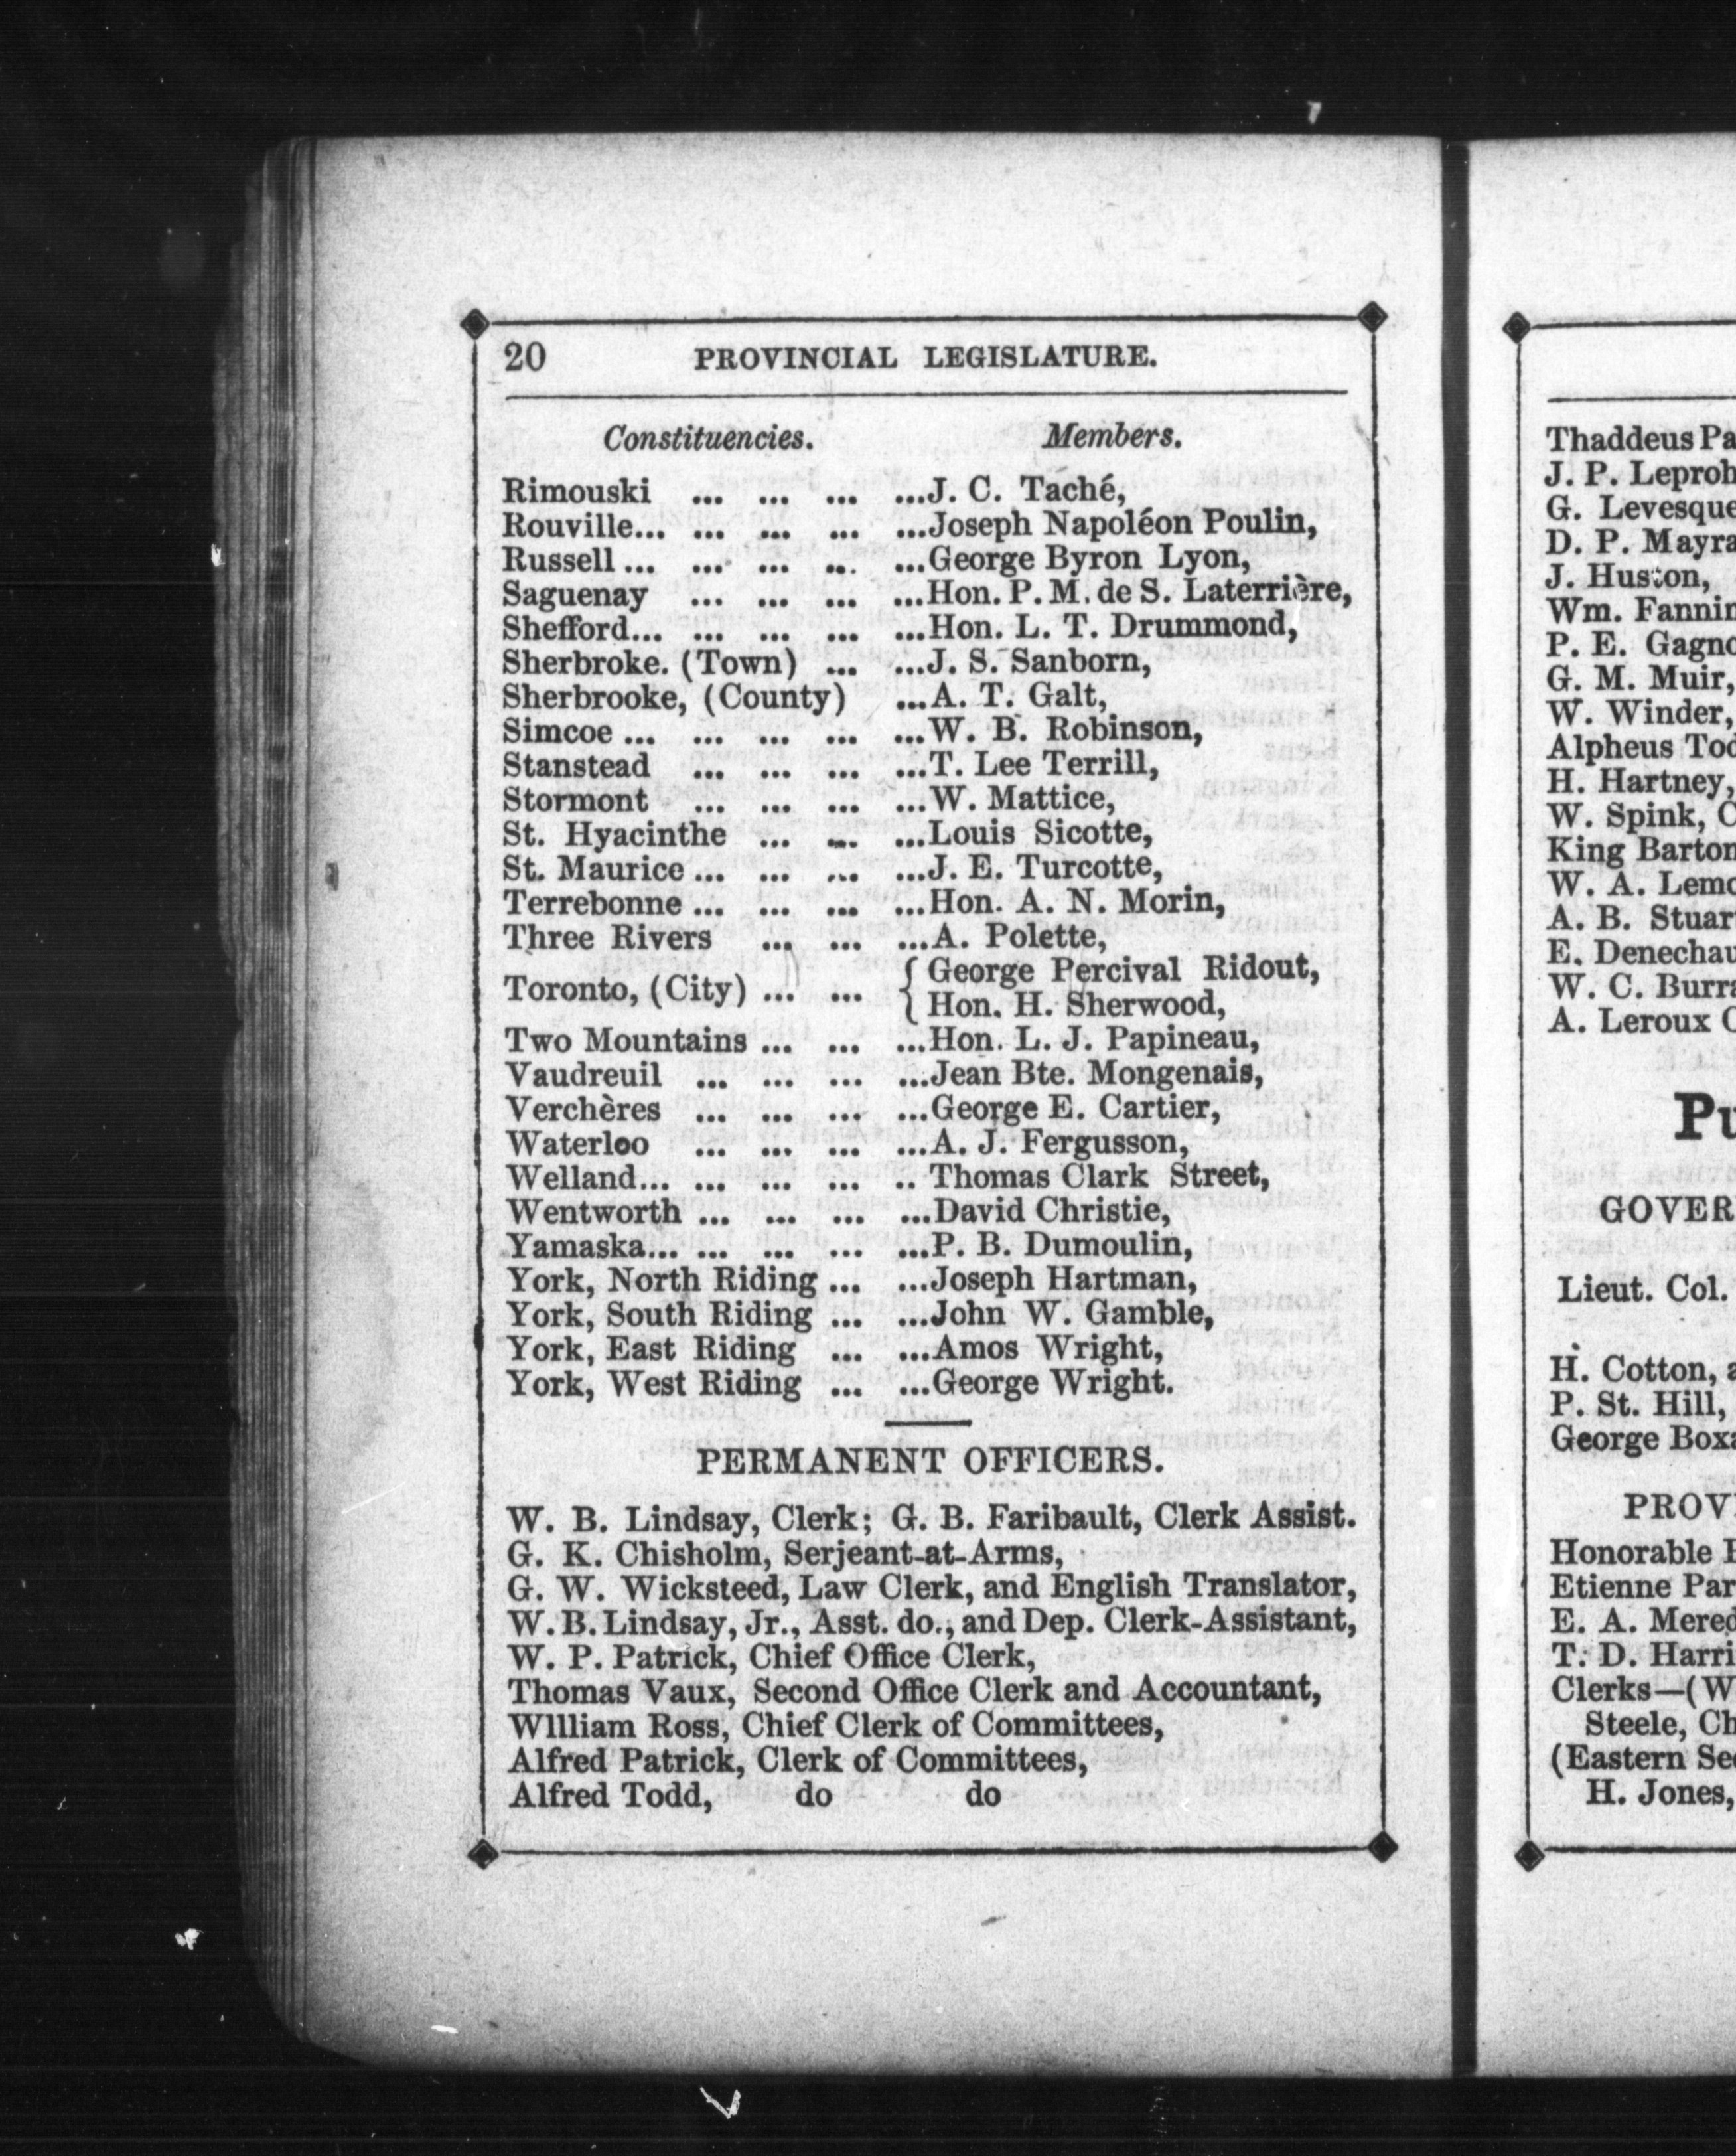 20 PROVINCIAL LEGISLATURE.
Constituencies. Members.
Rimouski ... ... ... ...J. C. Taché,
Rouville... ... ... ... ...Joseph Napoléon Poulin,
Russell ... ... ... ... ...George Byron Lyon,
Saguenay ... ... ... ...Hon. P. M. de S. Laterrière,
Shefford... ... ... ... ...Hon. L. T. Drummond,
Sherbroke. (Town) ... ...J. S. Sanborn,
Sherbrooke, (County) ...A. T. Galt,
Simcoe ... ... ... ... ...W. B. Robinson,
Stanstead ... ... ... ...T. Lee Terrill,
Stormont ... ... ... ...W. Mattice,
St. Hyacinthe ... ... ...Louis Sicotte,
St. Maurice ... ... ... ...J. E. Turcotte,
Terrebonne ... ... ... ...Hon. A. N. Morin,
Three Rivers ... ... ...A. Polette,
Toronto, (City) ... ... { George Percival Ridout,
Hon. H. Sherwood,
Two Mountains ... ... ...Hon. L. J. Papineau,
Vaudreuil ... ... ... ...Jean Bte. Mongenais,
Verchères ... ... ... ...George E. Cartier,
Waterloo ... ... ... ...A. J. Fergusson,
Welland... ... ... ... .. Thomas Clark Street,
Wentworth ... ... ... ...David Christie,
Yamaska... ... ... ... ...P. B. Dumoulin,
York, North Riding ... ...Joseph Hartman,
York, South Riding ... ...John W. Gamble,
York, East Riding ... ...Amos Wright,
York, West Riding ... ...George Wright.
PERMANENT OFFICERS.
W. B. Lindsay, Clerk; G. B. Faribault, Clerk Assist.
G. K. Chisholm, Serjeant-at-Arms,
G. W. Wicksteed, Law Clerk, and English Translator,
W. B. Lindsay, Jr., Asst. do., and Dep. Clerk-Assistant,
W. P. Patrick, Chief Office Clerk,
Thomas Vaux, Second Office Clerk and Accountant,
Wllliam Ross, Chief Clerk of Committees,
Alfred Patrick, Clerk of Committees,
Alfred Todd, do do
Thaddeus Pa
J. P. Leproh
G. Levesque
D. P. Mayra
J. Huston,
Wm. Fannin
P. E. Gagno
G. M. Muir,
W. Winder,
Alpheus Tod
H. Hartney,
W. Spink, C
King Barton
W. A. Lemo
A. B. Stuar
E. Denechau
W. C. Burra
A. Leroux C
Pu
GOVER
Lieut. Col.
H. Cotton, a
P. St. Hill,
George Boxa
PROV
Honorable
Etienne Par
E. A. Mered
T. D. Harri
Clerks—(W
Steele, Ch
(Eastern Sec
H. Jones,